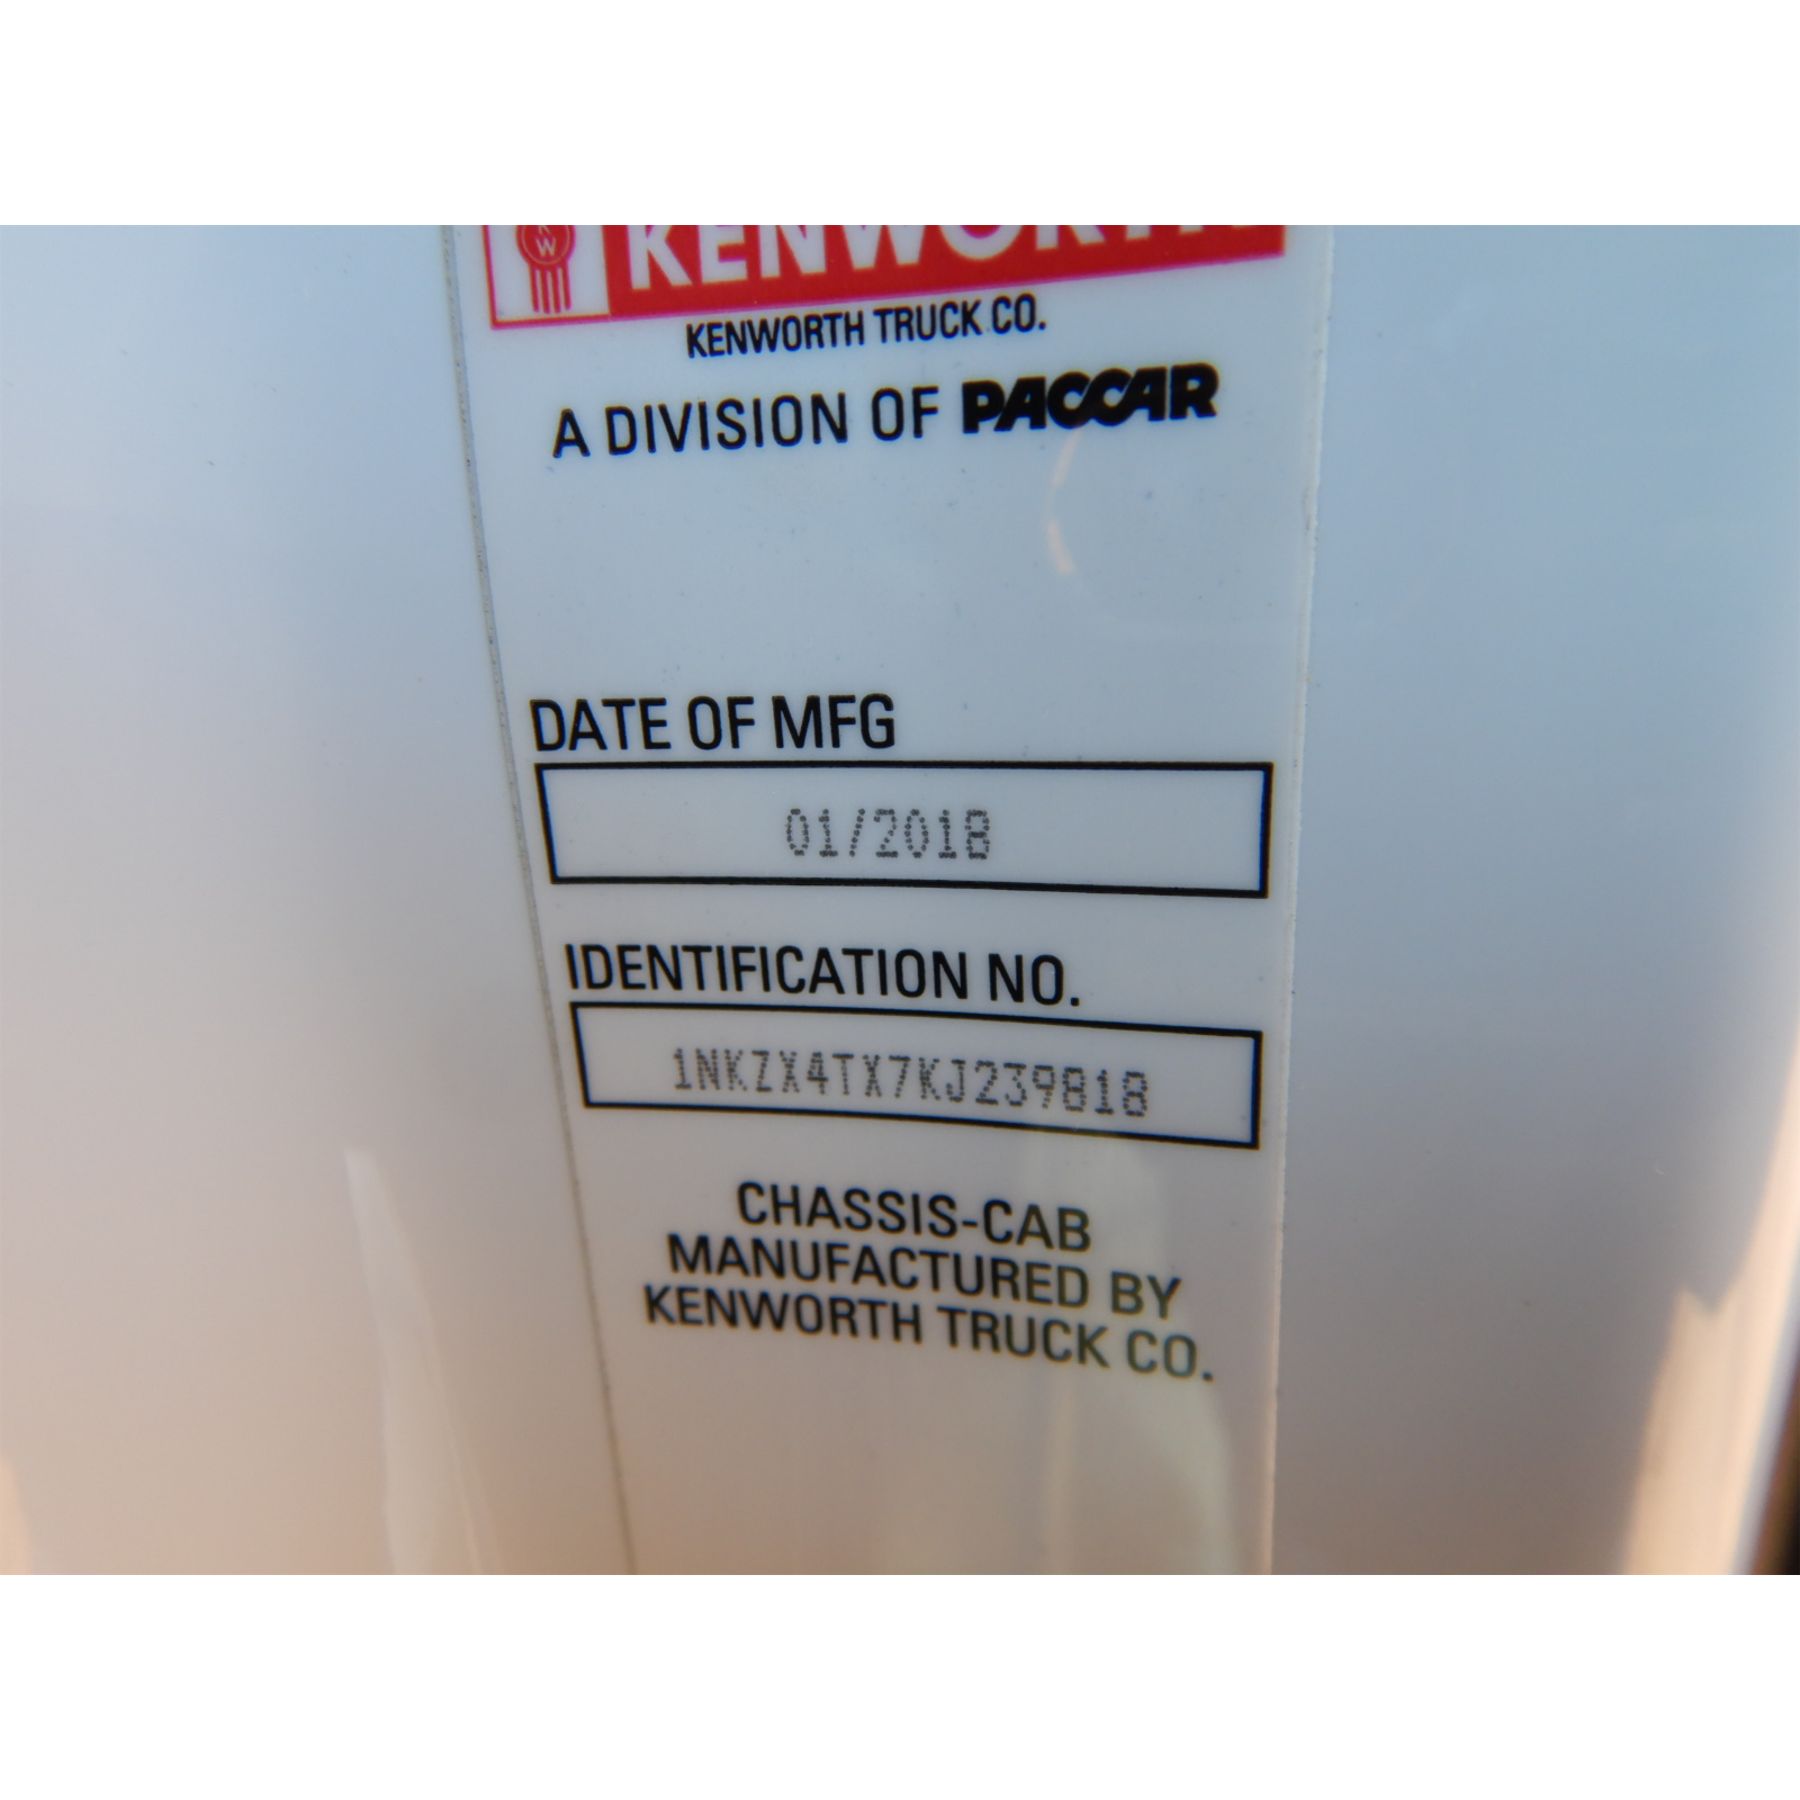 KW KENWORTH
KENWORTH TRUCK CO.
A DIVISION OF PACCAR
DATE OF MFG
01/2018
IDENTIFICATION NO.
1NKZX4TX7KJ239818
CHASSIS-CAB
MANUFACTURED BY
KENWORTH TRUCK CO.